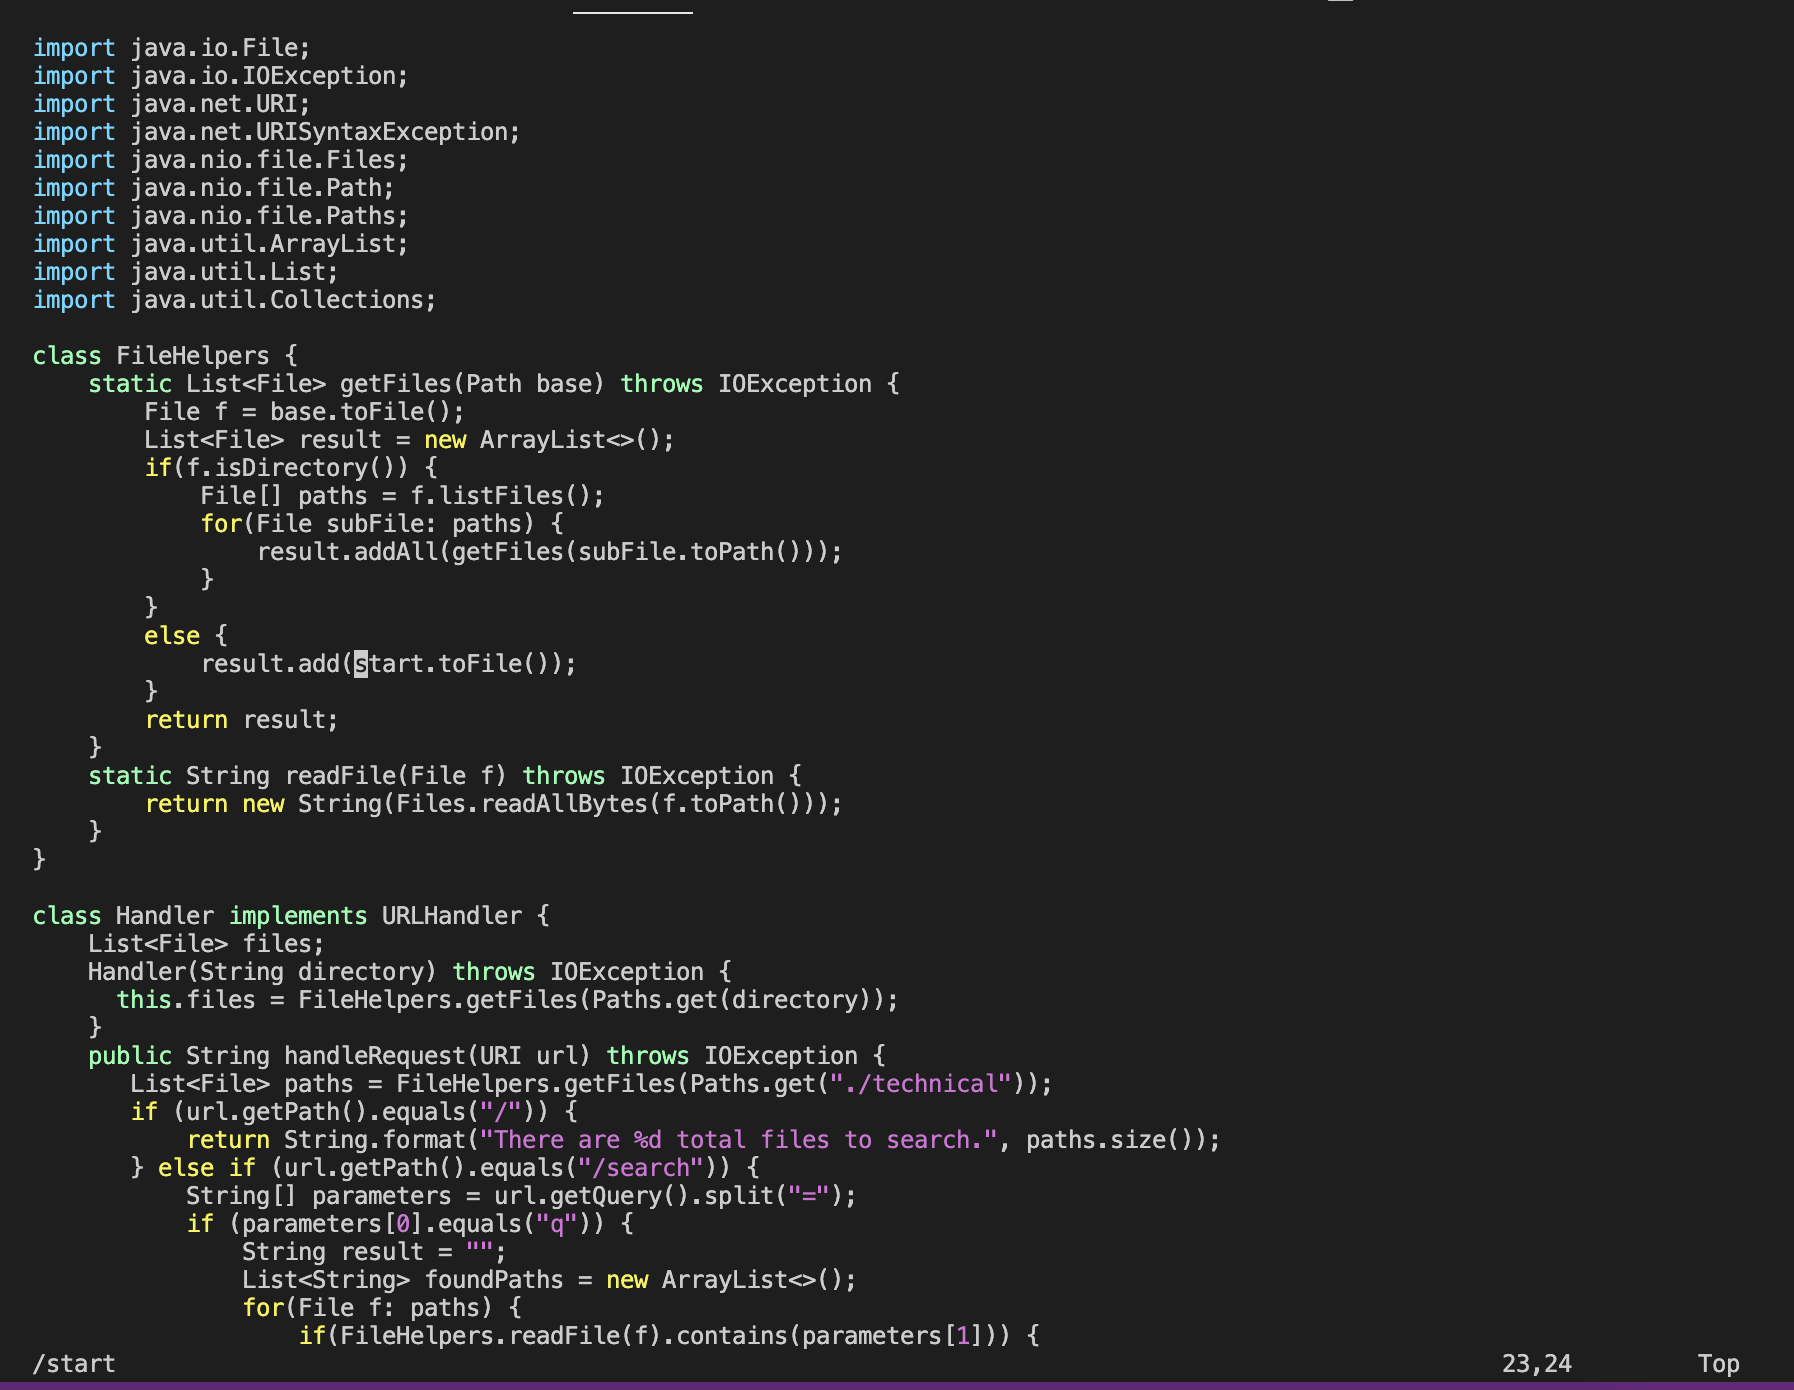 import java.io.File;
import java.io.IOException;
import java.net.URI;
import java.net.URISyntaxException;
import java.nio.file.Files;
import java.nio.file.Path;
import java.nio.file.Paths;
import java.util.ArrayList;
import java.util.List;
import java.util.Collections;

class FileHelpers {
    static List<File> getFiles(Path base) throws IOException {
        File f = base.toFile();
        List<File> result = new ArrayList<>();
        if(f.isDirectory()) {
            File[] paths = f.listFiles();
            for(File subFile: paths) {
                result.addAll(getFiles(subFile.toPath()));
            }
        }
        else {
            result.add(start.toFile());
        }
        return result;
    }
    static String readFile(File f) throws IOException {
        return new String(Files.readAllBytes(f.toPath()));
    }
}

class Handler implements URLHandler {
    List<File> files;
    Handler(String directory) throws IOException {
      this.files = FileHelpers.getFiles(Paths.get(directory));
    }
    public String handleRequest(URI url) throws IOException {
       List<File> paths = FileHelpers.getFiles(Paths.get("./technical"));
       if (url.getPath().equals("/")) {
           return String.format("There are %d total files to search.", paths.size());
       } else if (url.getPath().equals("/search")) {
           String[] parameters = url.getQuery().split("=");
           if (parameters[0].equals("q")) {
               String result = "";
               List<String> foundPaths = new ArrayList<>();
               for(File f: paths) {
                   if(FileHelpers.readFile(f).contains(parameters[1])) {
/start 23,24 Top